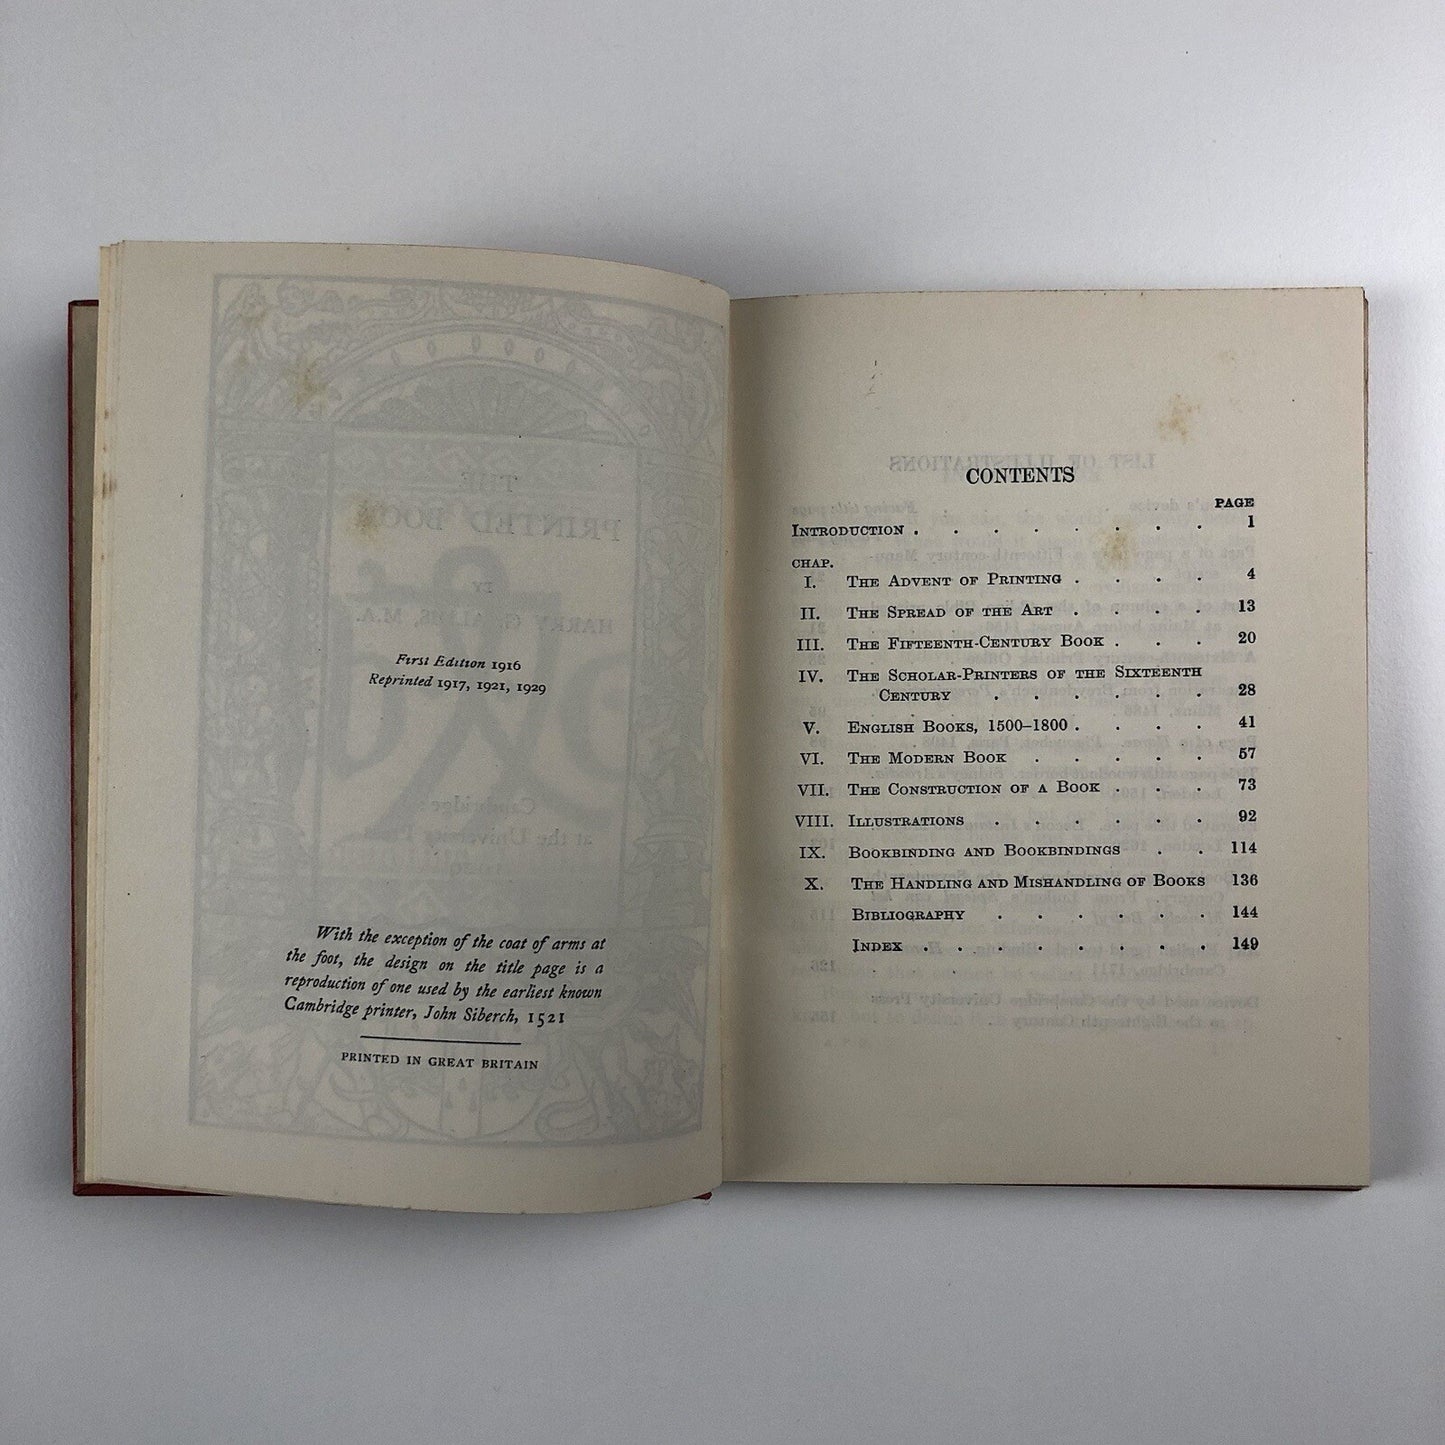 First Edition 1916
Reprinted 1917, 1921, 1929
With the exception of the coat of arms at
the foot, the design on the title page is a
reproduction of one used by the earliest known
Cambridge printer, John Siberch, 1521
PRINTED IN GREAT BRITAIN
CONTENTS
PAGE
INTRODUCTION . . . . . . . . 1
CHAP.
I. THE ADVENT OF PRINTING . . . . 4
II. THE SPREAD OF THE ART . . . . 13
III. THE FIFTEENTH-CENTURY BOOK . . . 20
IV. THE SCHOLAR-PRINTERS OF THE SIXTEENTH
CENTURY . . . . . . 28
V. ENGLISH BOOKS, 1500–1800 . . . . 41
VI. THE MODERN BOOK . . . . . 57
VII. THE CONSTRUCTION OF A BOOK . . . 73
VIII. ILLUSTRATIONS . . . . . . 92
IX. BOOKBINDING AND BOOKBINDINGS . . 114
X. THE HANDLING AND MISHANDLING OF BOOKS 136
BIBLIOGRAPHY . . . . . . 144
INDEX . . . . . . . . 149